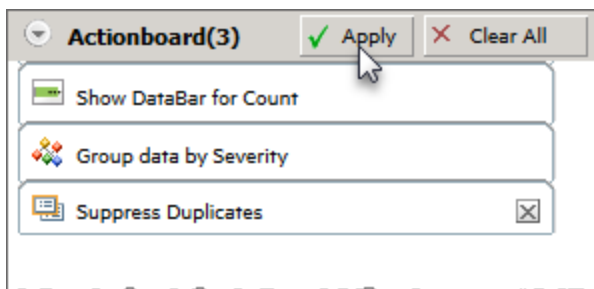 Actionboard(3) Apply Clear All
Show DataBar for Count
Group data by Severity
Suppress Duplicates